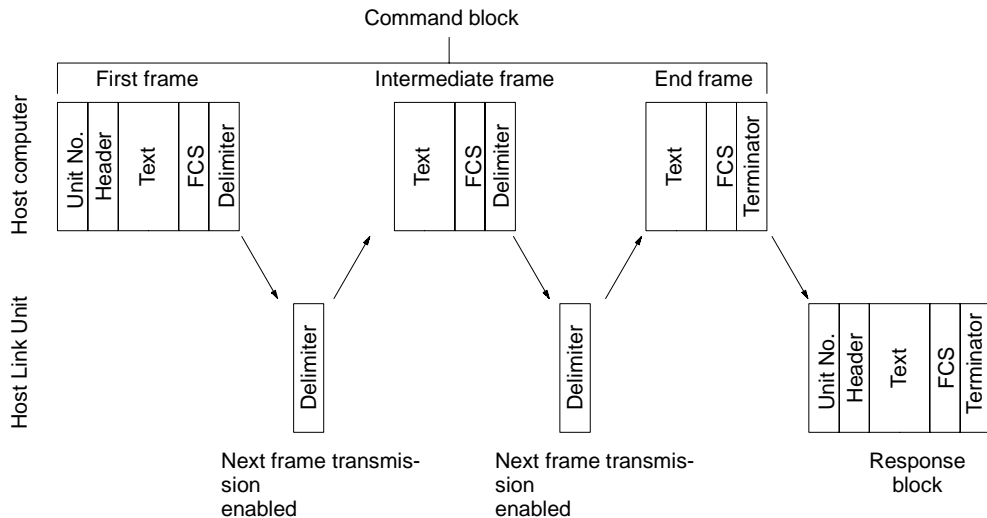 Command block
First frame
Intermediate frame
End frame
Host computer
Unit No.
Header
Text
FCS
Delimiter
Text
FCS
Delimiter
Text
FCS
Terminator
Host Link Unit
Delimiter
Delimiter
Unit No.
Header
Text
FCS
Terminator
Next frame transmis-
sion
enabled
Next frame transmis-
sion
enabled
Response
block